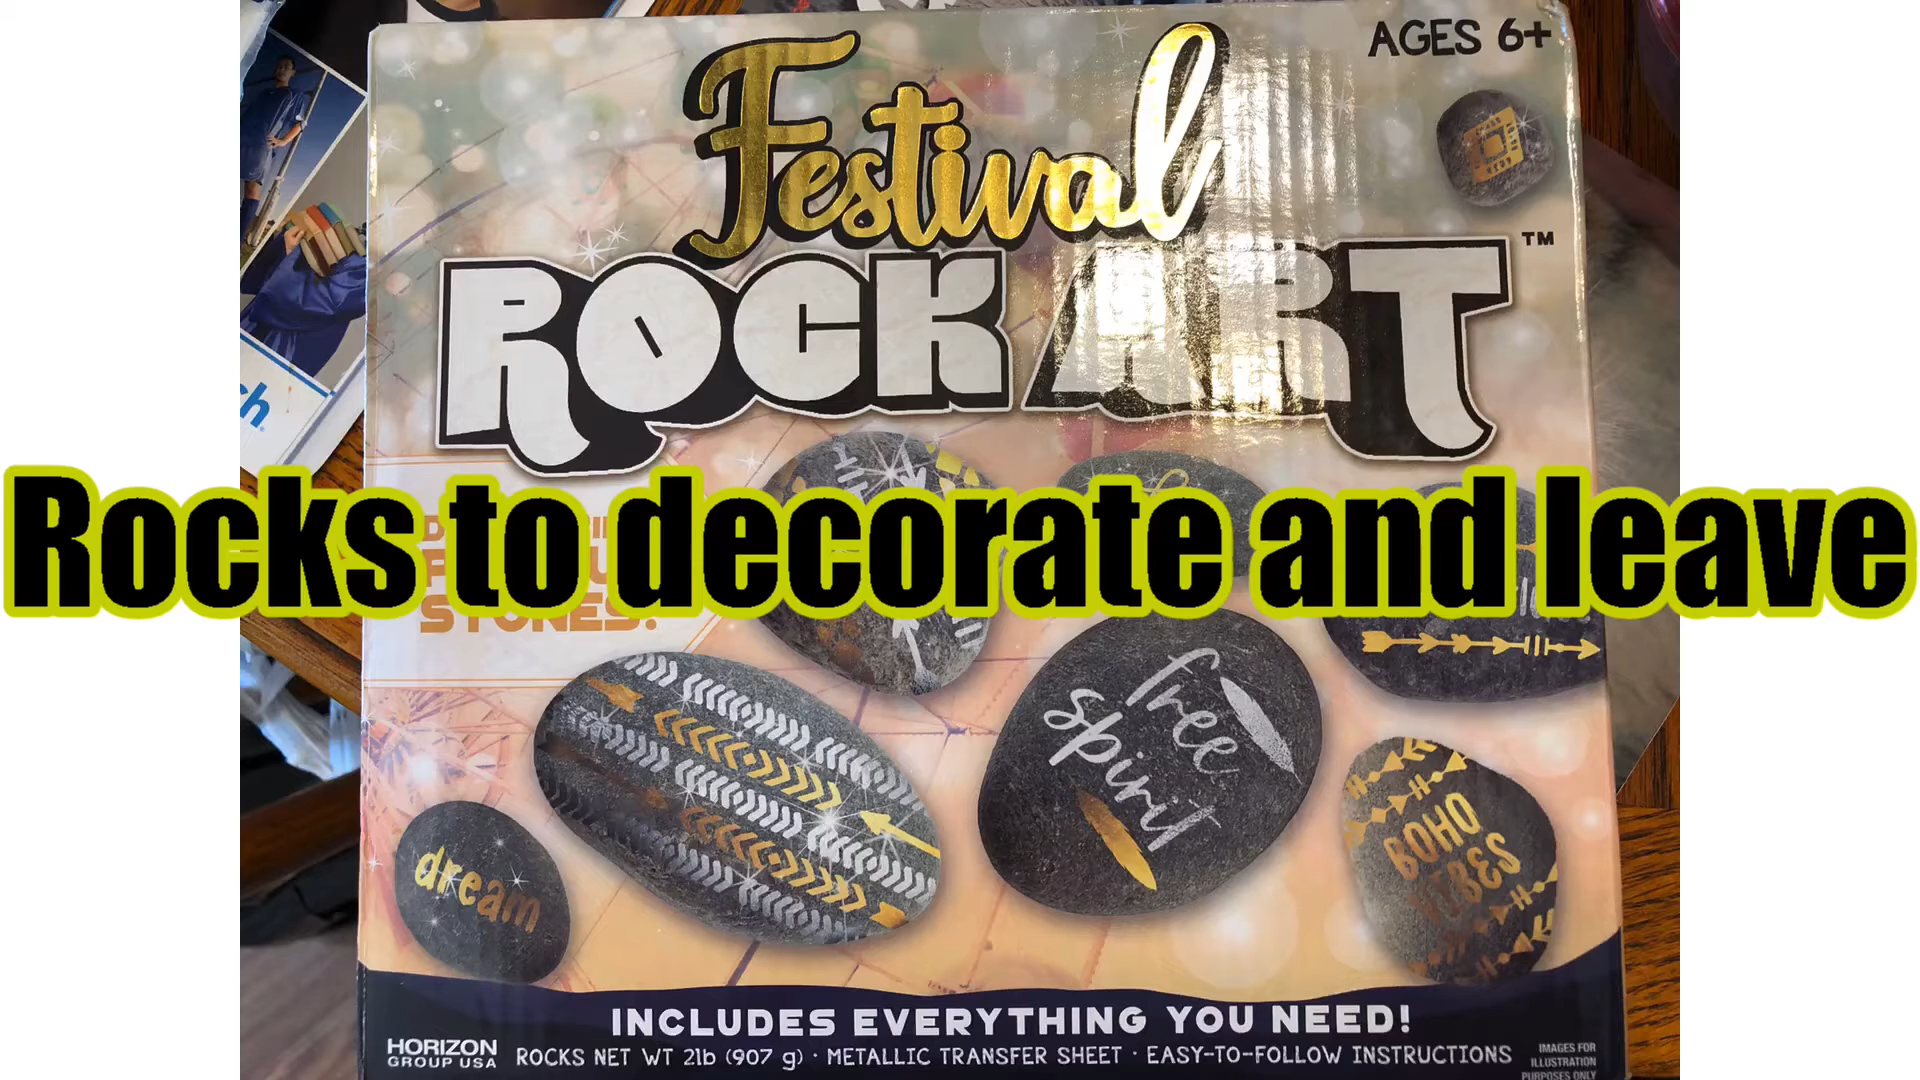 AGES 6+
Festival
ROCK ART™
Rocks to decorate and leave
STONES!
free
spirit
dream
BOHO
VIBES
INCLUDES EVERYTHING YOU NEED!
HORIZON
GROUP USA
ROCKS NET WT 2lb (907 g) · METALLIC TRANSFER SHEET · EASY-TO-FOLLOW INSTRUCTIONS
IMAGES FOR
ILLUSTRATION
PURPOSES ONLY